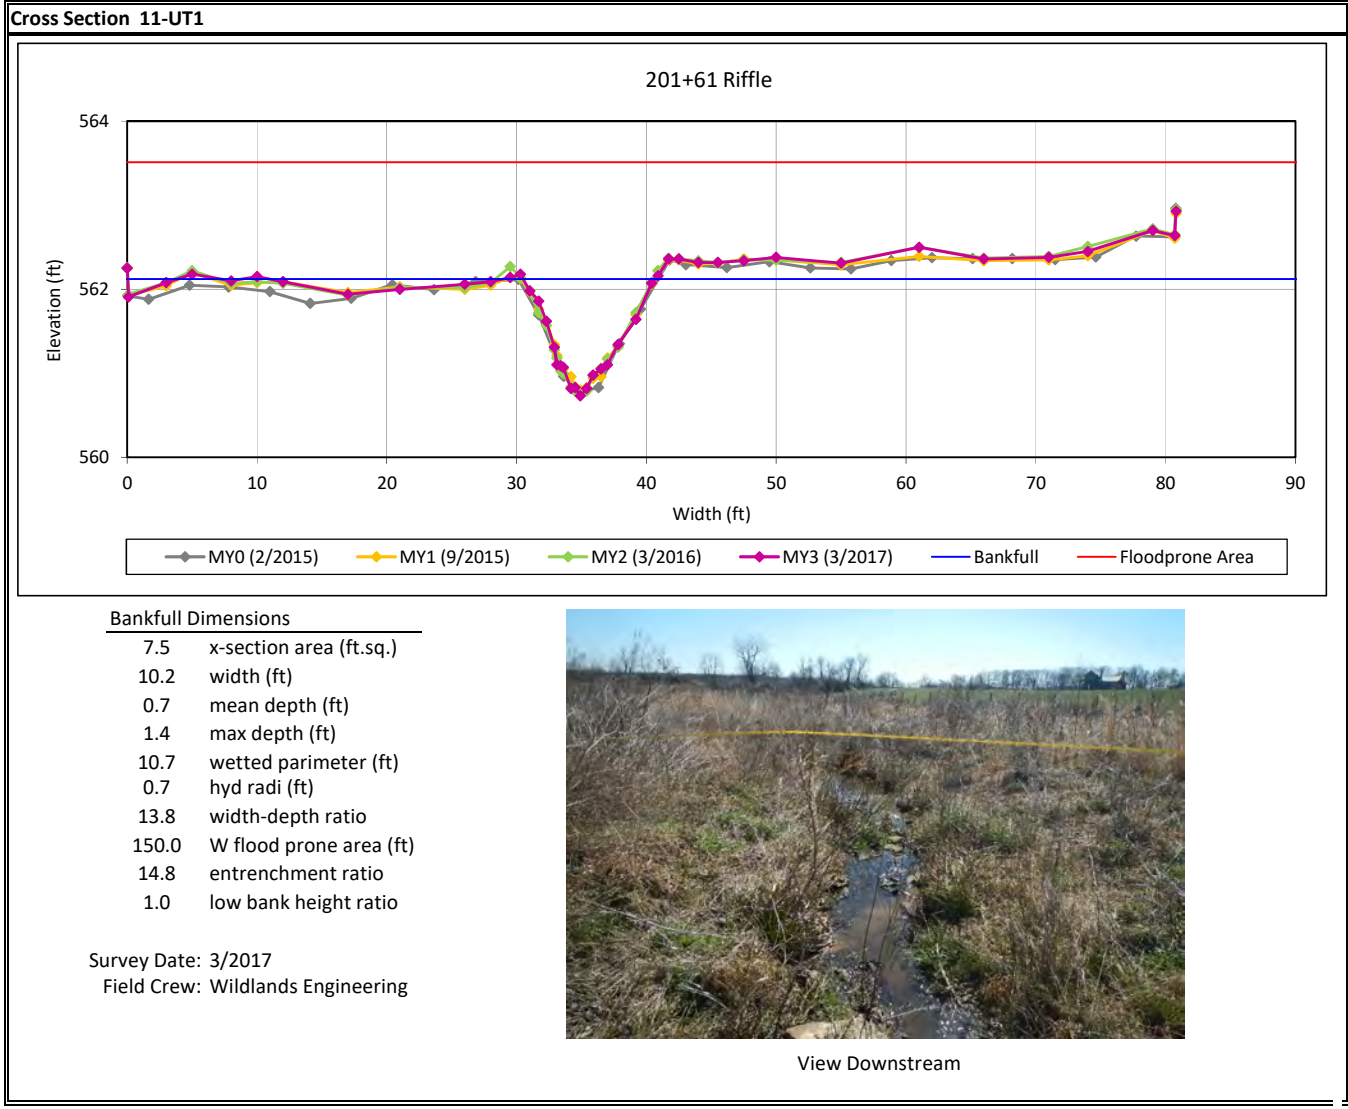 Cross Section  11-UT1
201+61 Riffle
564
562
560
Elevation (ft)
0 10 20 30 40 50 60 70 80 90
Width (ft)
MY0 (2/2015) MY1 (9/2015) MY2 (3/2016) MY3 (3/2017) Bankfull Floodprone Area
Bankfull Dimensions
7.5 x-section area (ft.sq.)
10.2 width (ft)
0.7 mean depth (ft)
1.4 max depth (ft)
10.7 wetted parimeter (ft)
0.7 hyd radi (ft)
13.8 width-depth ratio
150.0 W flood prone area (ft)
14.8 entrenchment ratio
1.0 low bank height ratio
Survey Date: 3/2017
Field Crew: Wildlands Engineering
View Downstream